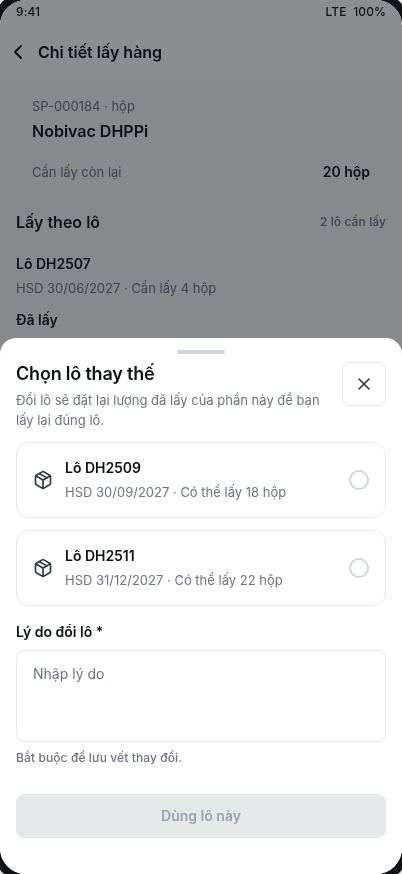 9:41
LTE 100%
Chi tiết lấy hàng
SP-000184 · hộp
Nobivac DHPPi
Cần lấy còn lại
20 hộp
Lấy theo lô
2 lô cần lấy
Lô DH2507
HSD 30/06/2027 · Cần lấy 4 hộp
Đã lấy
Chọn lô thay thế
Đổi lô sẽ đặt lại lượng đã lấy của phần này để bạn
lấy lại đúng lô.
Lô DH2509
HSD 30/09/2027 · Có thể lấy 18 hộp
Lô DH2511
HSD 31/12/2027 · Có thể lấy 22 hộp
Lý do đổi lô *
Nhập lý do
Bắt buộc để lưu vết thay đổi.
Dùng lô này